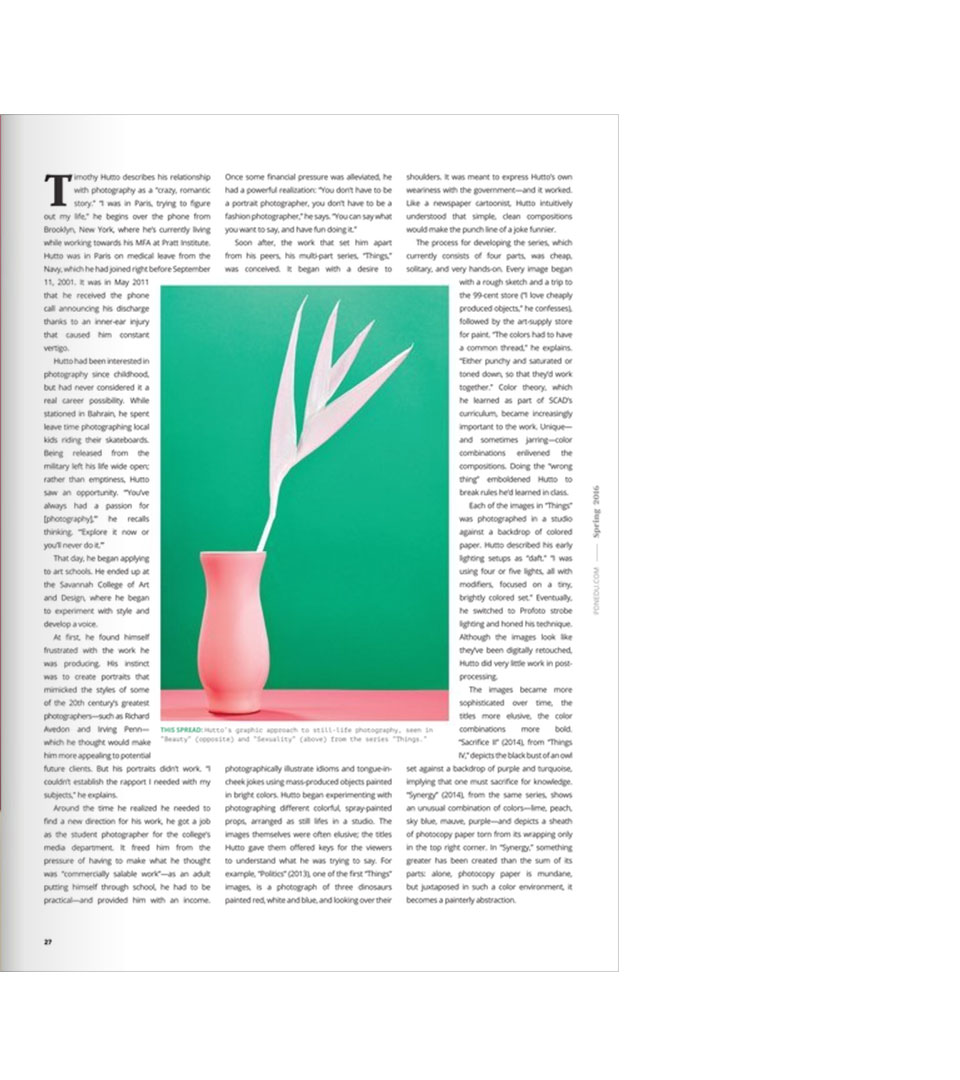 Timothy Hutto describes his relationship
with photography as a “crazy, romantic
story.” “I was in Paris, trying to figure
out my life,” he begins over the phone from
Brooklyn, New York, where he’s currently living
while working towards his MFA at Pratt Institute.
Hutto was in Paris on medical leave from the
Navy, which he had joined right before September
11, 2001. It was in May 2011
that he received the phone
call announcing his discharge
thanks to an inner-ear injury
that caused him constant
vertigo.
Hutto had been interested in
photography since childhood,
but had never considered it a
real career possibility. While
stationed in Bahrain, he spent
leave time photographing local
kids riding their skateboards.
Being released from the
military left his life wide open;
rather than emptiness, Hutto
saw an opportunity. “‘You’ve
always had a passion for
[photography],’” he recalls
thinking. “‘Explore it now or
you’ll never do it.’”
That day, he began applying
to art schools. He ended up at
the Savannah College of Art
and Design, where he began
to experiment with style and
develop a voice.
At first, he found himself
frustrated with the work he
was producing. His instinct
was to create portraits that
mimicked the styles of some
of the 20th century’s greatest
photographers—such as Richard
Avedon and Irving Penn—
which he thought would make
him more appealing to potential
future clients. But his portraits didn’t work. “I
couldn’t establish the rapport I needed with my
subjects,” he explains.
Around the time he realized he needed to
find a new direction for his work, he got a job
as the student photographer for the college’s
media department. It freed him from the
pressure of having to make what he thought
was “commercially salable work”—as an adult
putting himself through school, he had to be
practical—and provided him with an income.
Once some financial pressure was alleviated, he
had a powerful realization: “You don’t have to be
a portrait photographer, you don’t have to be a
fashion photographer,” he says. “You can say what
you want to say, and have fun doing it.”
Soon after, the work that set him apart
from his peers, his multi-part series, “Things,”
was conceived. It began with a desire to
THIS SPREAD: Hutto's graphic approach to still-life photography, seen in
"Beauty" (opposite) and "Sexuality" (above) from the series "Things."
photographically illustrate idioms and tongue-in-
cheek jokes using mass-produced objects painted
in bright colors. Hutto began experimenting with
photographing different colorful, spray-painted
props, arranged as still lifes in a studio. The
images themselves were often elusive; the titles
Hutto gave them offered keys for the viewers
to understand what he was trying to say. For
example, “Politics” (2013), one of the first “Things”
images, is a photograph of three dinosaurs
painted red, white and blue, and looking over their
shoulders. It was meant to express Hutto’s own
weariness with the government—and it worked.
Like a newspaper cartoonist, Hutto intuitively
understood that simple, clean compositions
would make the punch line of a joke funnier.
The process for developing the series, which
currently consists of four parts, was cheap,
solitary, and very hands-on. Every image began
with a rough sketch and a trip to
the 99-cent store (“I love cheaply
produced objects,” he confesses),
followed by the art-supply store
for paint. “The colors had to have
a common thread,” he explains.
“Either punchy and saturated or
toned down, so that they’d work
together.” Color theory, which
he learned as part of SCAD’s
curriculum, became increasingly
important to the work. Unique—
and sometimes jarring—color
combinations enlivened the
compositions. Doing the “wrong
thing” emboldened Hutto to
break rules he’d learned in class.
Each of the images in “Things”
was photographed in a studio
against a backdrop of colored
paper. Hutto described his early
lighting setups as “daft.” “I was
using four or five lights, all with
modifiers, focused on a tiny,
brightly colored set.” Eventually,
he switched to Profoto strobe
lighting and honed his technique.
Although the images look like
they’ve been digitally retouched,
Hutto did very little work in post-
processing.
The images became more
sophisticated over time, the
titles more elusive, the color
combinations more bold.
“Sacrifice II” (2014), from “Things
IV,” depicts the black bust of an owl
set against a backdrop of purple and turquoise,
implying that one must sacrifice for knowledge.
“Synergy” (2014), from the same series, shows
an unusual combination of colors—lime, peach,
sky blue, mauve, purple—and depicts a sheath
of photocopy paper torn from its wrapping only
in the top right corner. In “Synergy,” something
greater has been created than the sum of its
parts: alone, photocopy paper is mundane,
but juxtaposed in such a color environment, it
becomes a painterly abstraction.
PDNEDU.COM — Spring 2016
27